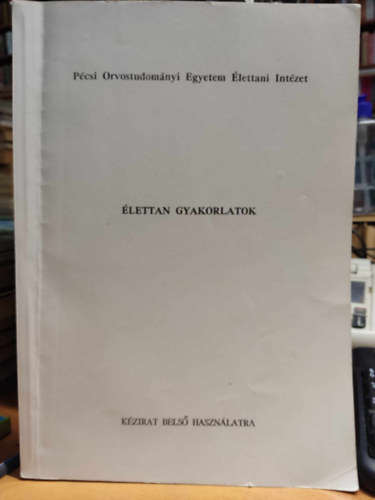 Pécsi Orvostudományi Egyetem Élettani Intézet
ÉLETTAN GYAKORLATOK
KÉZIRAT BELSŐ HASZNÁLATRA